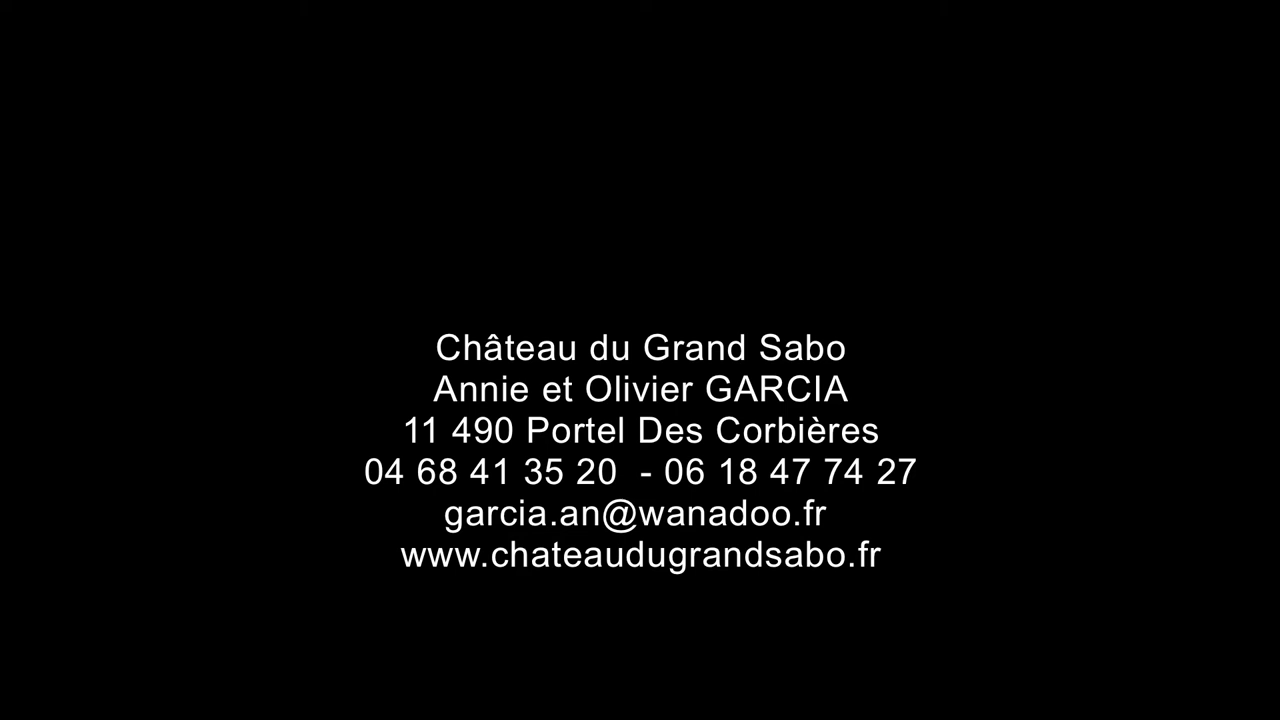 Château du Grand Sabo
Annie et Olivier GARCIA
11 490 Portel Des Corbières
04 68 41 35 20  - 06 18 47 74 27
garcia.an@wanadoo.fr
www.chateaudugrandsabo.fr